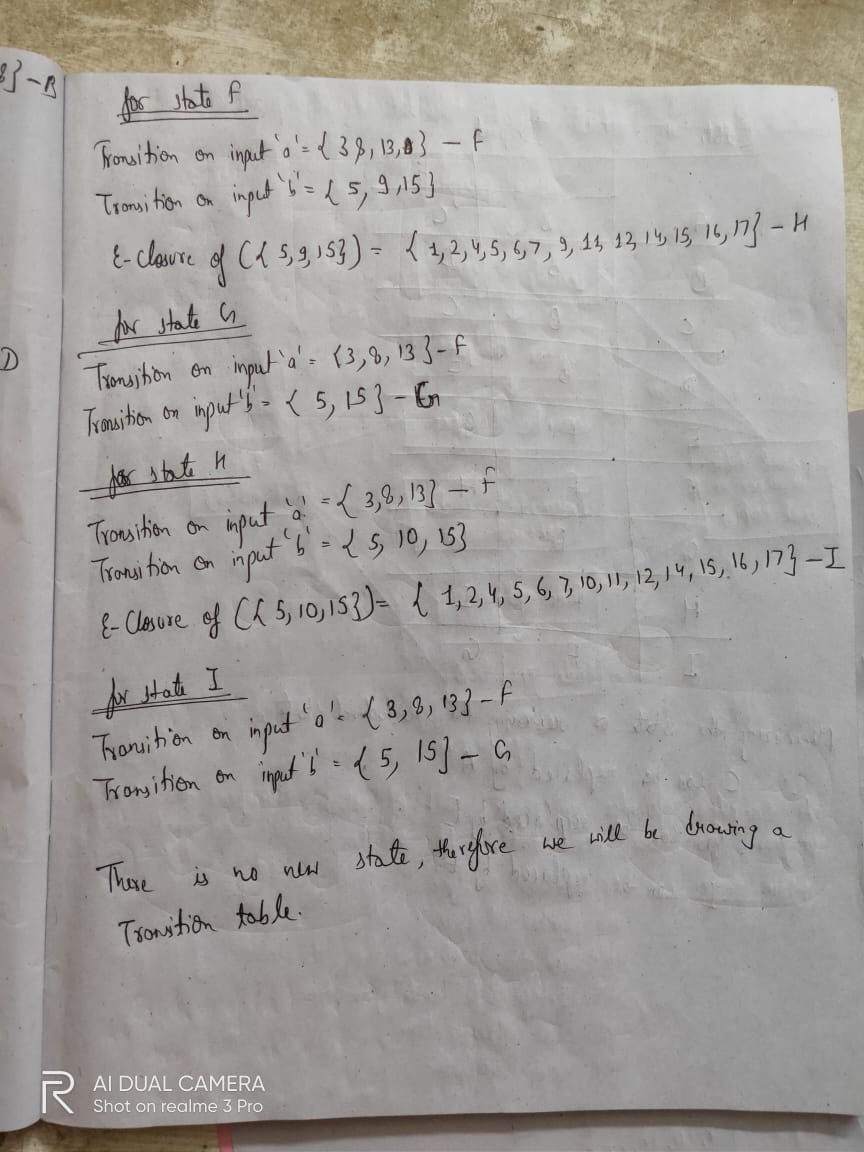 8} - B
for state F
Transition on input 'a' = { 3 8, 13, } - F
Transition on input 'b' = { 5, 9, 15}
ε-closure of ({ 5, 9, 15}) = { 1, 2, 4, 5, 6, 7, 9, 11, 12, 14, 15, 16, 17} - H
for state G
D
Transition on input 'a' = {3, 8, 13 } - F
Transition on input 'b' = { 5, 15 } - G
for state H
Transition on input 'a' = { 3, 8, 13} - F
Transition on input 'b' = { 5, 10, 15}
ε-Closure of ({ 5, 10, 15}) = { 1, 2, 4, 5, 6, 7, 10, 11, 12, 14, 15, 16, 17} - I
for state I
Transition on input 'a' = { 3, 8, 13} - F
Transition on input 'b' = { 5, 15} - G
There is no new state, therefore we will be drawing a
Transition table.
AI DUAL CAMERA
Shot on realme 3 Pro